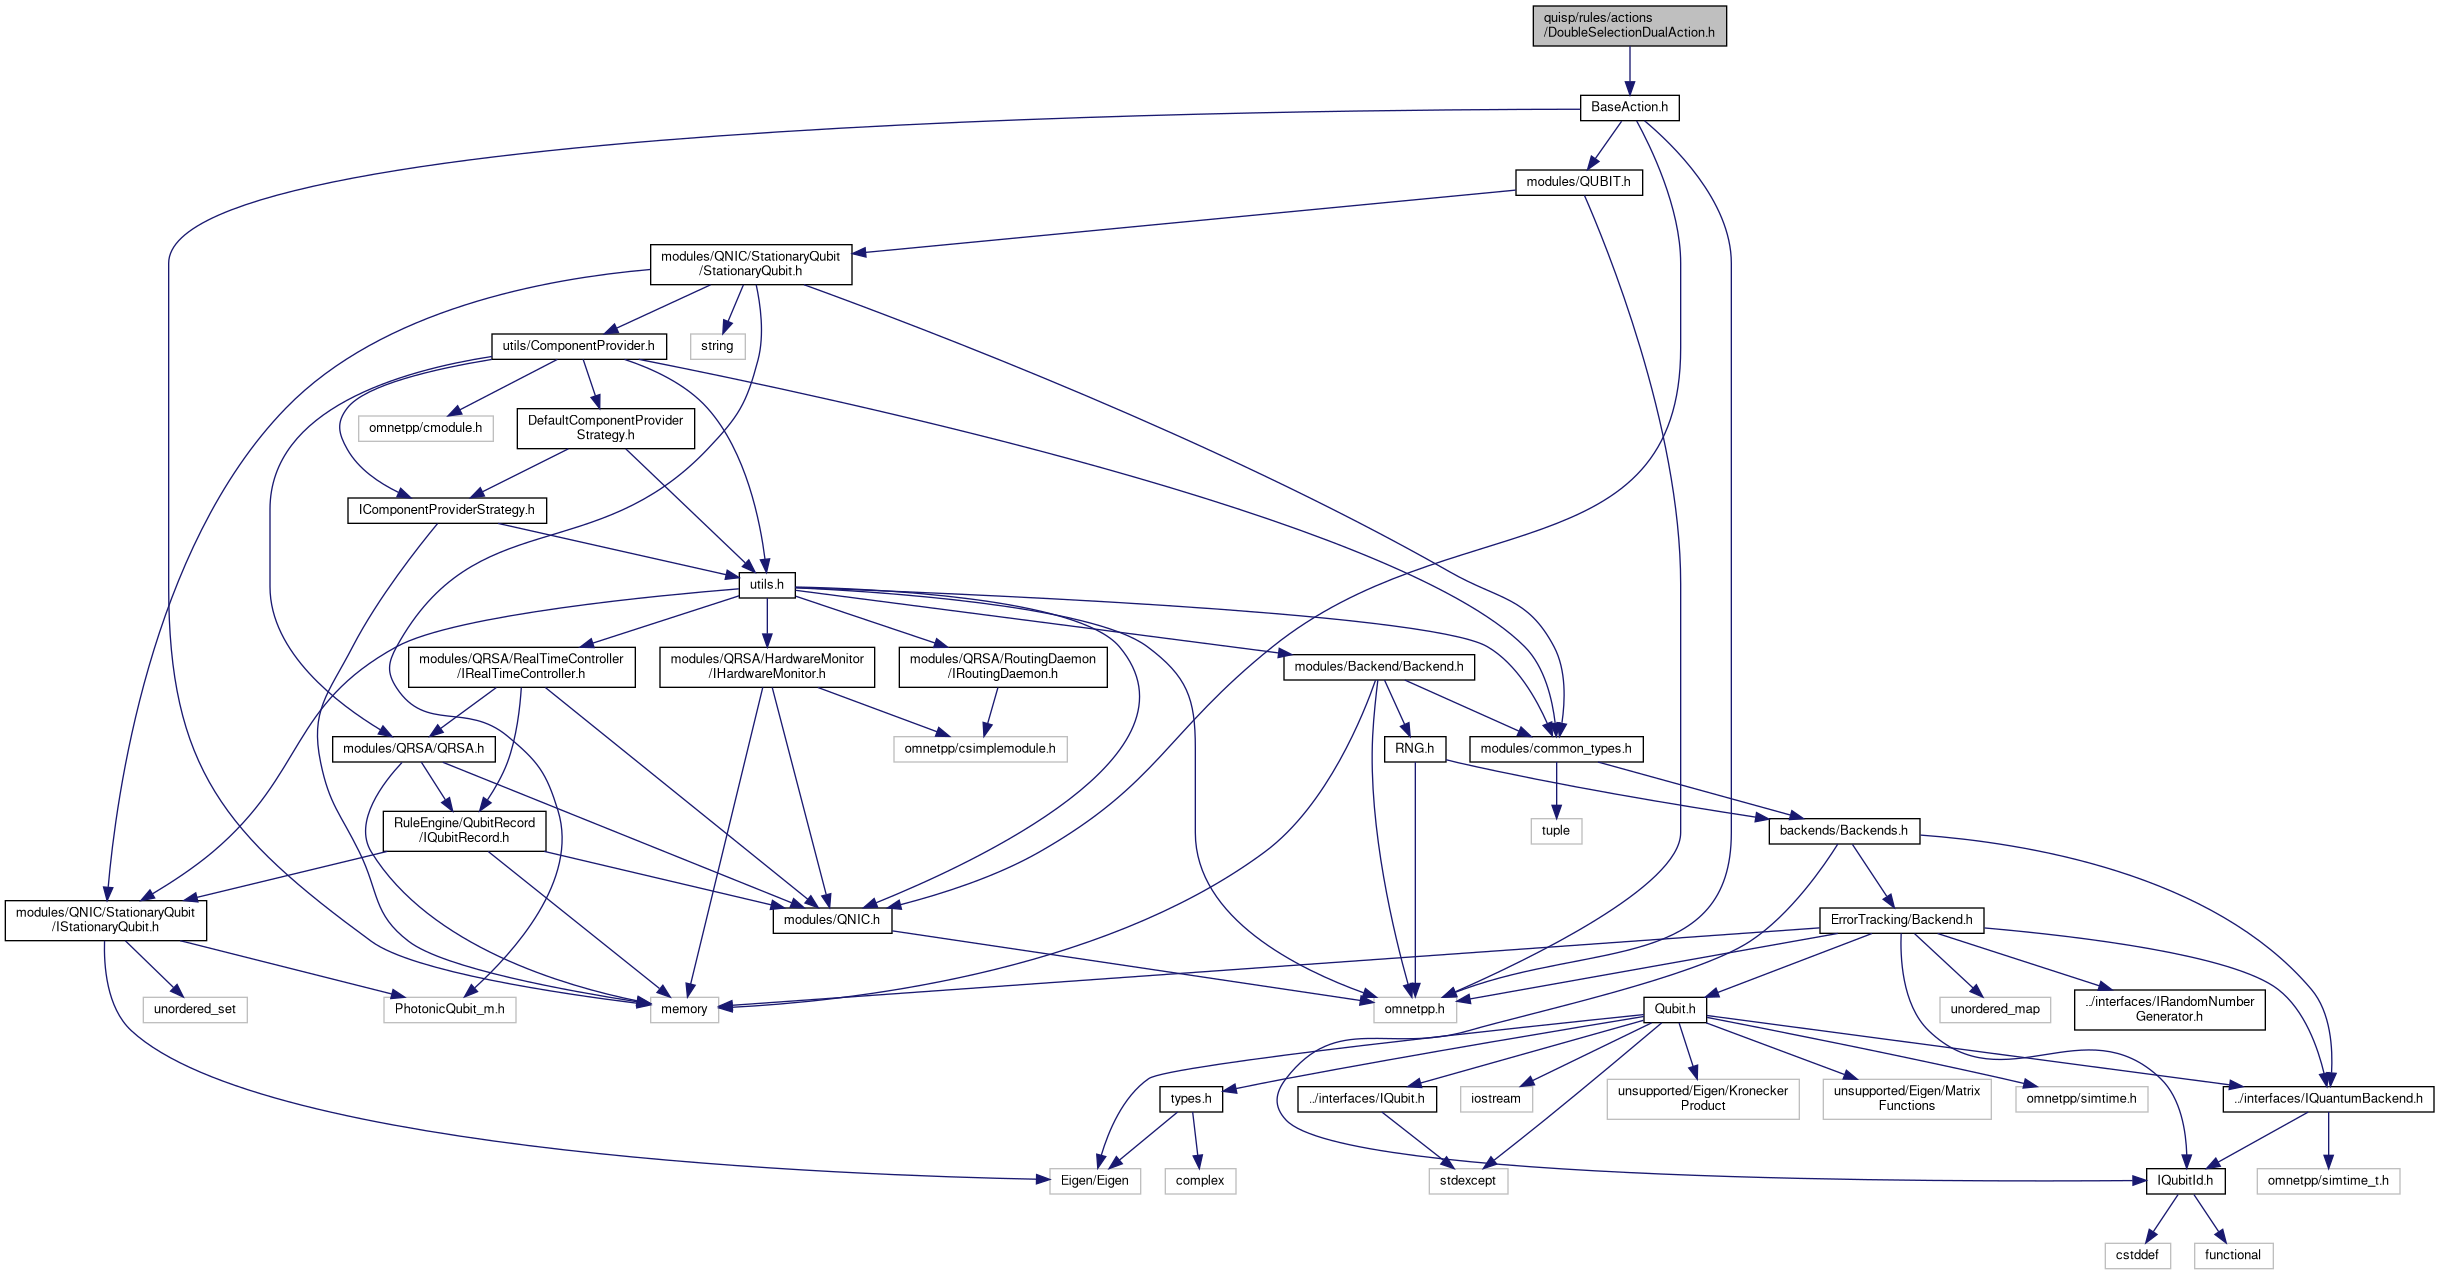 quisp/rules/actions
/DoubleSelectionDualAction.h
BaseAction.h
modules/QUBIT.h
modules/QNIC/StationaryQubit
/StationaryQubit.h
utils/ComponentProvider.h
string
omnetpp/cmodule.h
DefaultComponentProvider
Strategy.h
IComponentProviderStrategy.h
utils.h
modules/QRSA/RealTimeController
/IRealTimeController.h
modules/QRSA/HardwareMonitor
/IHardwareMonitor.h
modules/QRSA/RoutingDaemon
/IRoutingDaemon.h
modules/Backend/Backend.h
modules/QRSA/QRSA.h
omnetpp/csimplemodule.h
RNG.h
modules/common_types.h
RuleEngine/QubitRecord
/IQubitRecord.h
tuple
backends/Backends.h
modules/QNIC/StationaryQubit
/IStationaryQubit.h
modules/QNIC.h
ErrorTracking/Backend.h
unordered_set
PhotonicQubit_m.h
memory
omnetpp.h
Qubit.h
unordered_map
../interfaces/IRandomNumber
Generator.h
types.h
../interfaces/IQubit.h
iostream
unsupported/Eigen/Kronecker
Product
unsupported/Eigen/Matrix
Functions
omnetpp/simtime.h
../interfaces/IQuantumBackend.h
Eigen/Eigen
complex
stdexcept
IQubitId.h
omnetpp/simtime_t.h
cstddef
functional